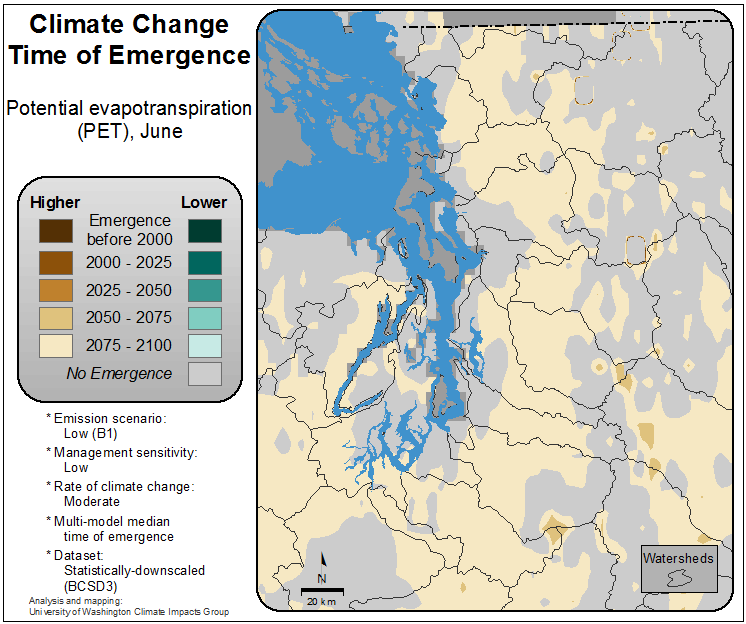 Climate Change
Time of Emergence
Potential evapotranspiration
(PET), June
Higher
Lower
Emergence
before 2000
2000 - 2025
2025 - 2050
2050 - 2075
2075 - 2100
No Emergence
* Emission scenario:
Low (B1)
* Management sensitivity:
Low
* Rate of climate change:
Moderate
* Multi-model median
time of emergence
* Dataset:
Statistically-downscaled
(BCSD3)
Analysis and mapping:
University of Washington Climate Impacts Group
N
20 km
Watersheds